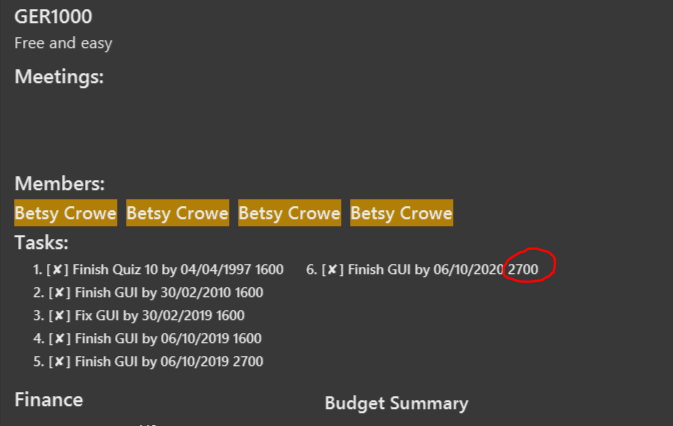 GER1000
Free and easy
Meetings:
Members:
Betsy Crowe Betsy Crowe Betsy Crowe Betsy Crowe
Tasks:
1. [✘] Finish Quiz 10 by 04/04/1997 1600
2. [✘] Finish GUI by 30/02/2010 1600
3. [✘] Fix GUI by 30/02/2019 1600
4. [✘] Finish GUI by 06/10/2019 1600
5. [✘] Finish GUI by 06/10/2019 2700
6. [✘] Finish GUI by 06/10/2020 2700
Finance
Budget Summary